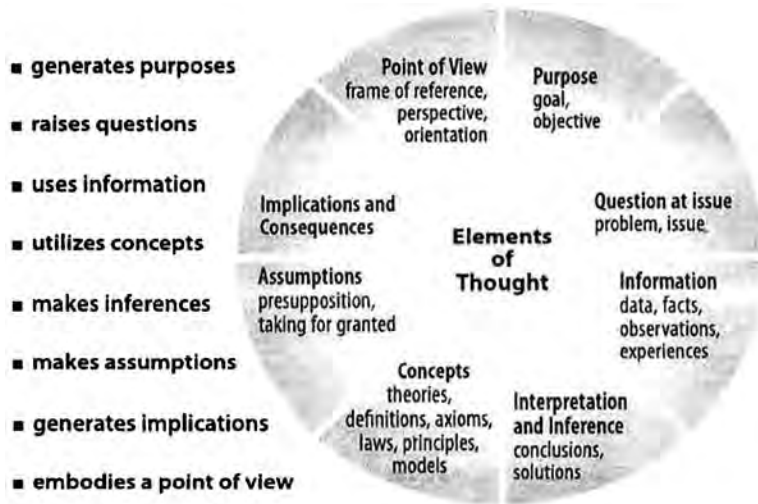 ▪ generates purposes
▪ raises questions
▪ uses information
▪ utilizes concepts
▪ makes inferences
▪ makes assumptions
▪ generates implications
▪ embodies a point of view
Point of View
frame of reference,
perspective,
orientation
Purpose
goal,
objective
Question at issue
problem, issue
Information
data, facts,
observations,
experiences
Interpretation
and Inference
conclusions,
solutions
Concepts
theories,
definitions, axioms,
laws, principles,
models
Assumptions
presupposition,
taking for granted
Implications and
Consequences
Elements
of
Thought